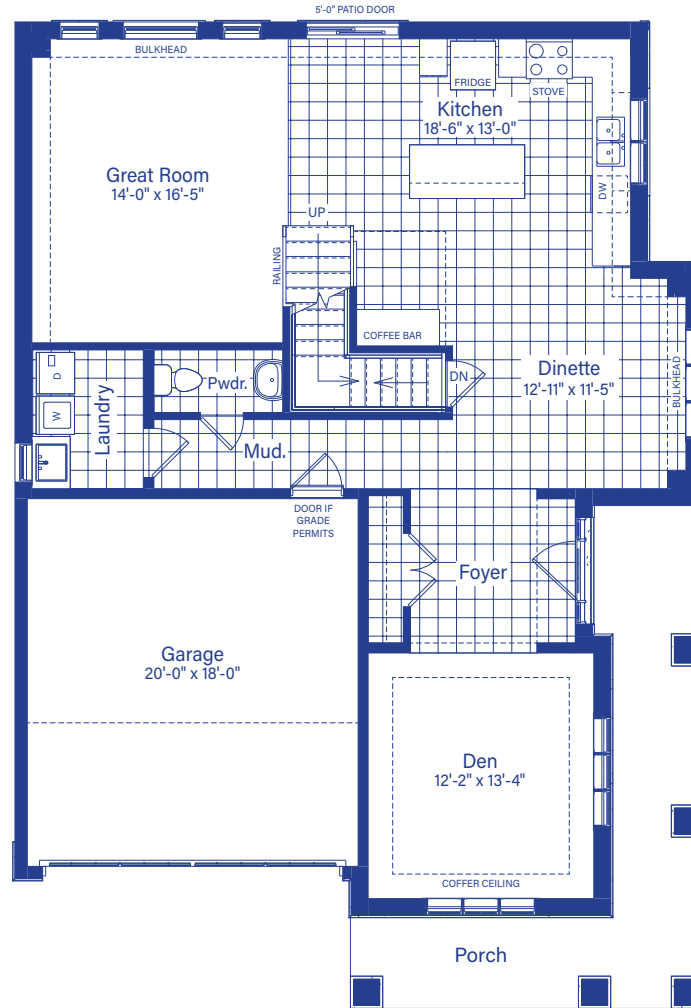 5'-0" PATIO DOOR
BULKHEAD
FRIDGE
STOVE
Kitchen
18'-6" x 13'-0"
Great Room
14'-0" x 16'-5"
DW
UP
RAILING
COFFEE BAR
DN
Dinette
12'-11" x 11'-5"
BULKHEAD
D
W
Laundry
Pwdr.
Mud.
DOOR IF
GRADE
PERMITS
Foyer
Garage
20'-0" x 18'-0"
Den
12'-2" x 13'-4"
COFFER CEILING
Porch